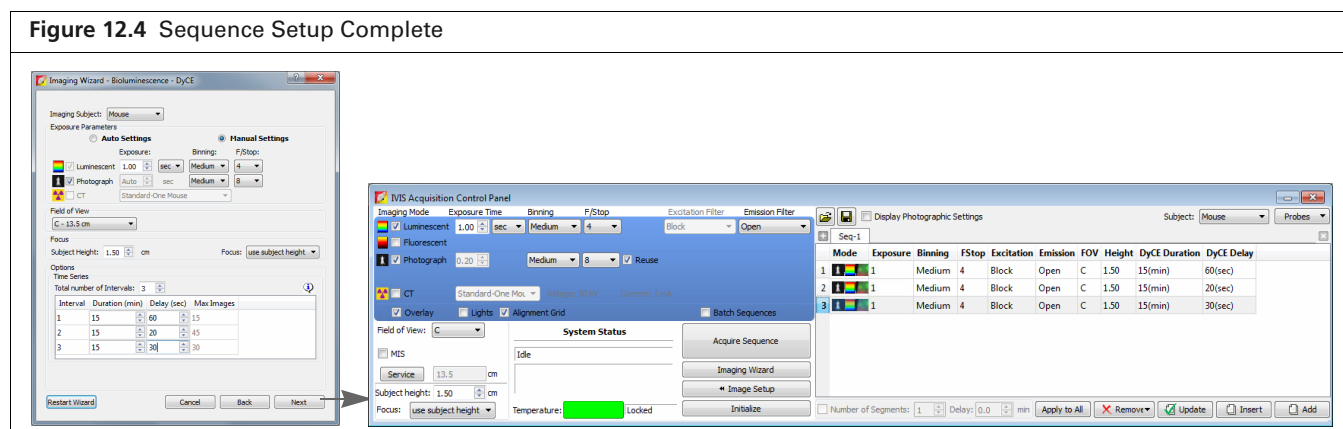 Figure 12.4 Sequence Setup Complete
Imaging Wizard - Bioluminescence - DyCE
Imaging Subject: Mouse
Exposure Parameters
Auto Settings Manual Settings
Exposure: Binning: F/Stop:
Luminescent 1.00 sec Medium 4
Photograph Auto sec Medium 8
CT Standard-One Mouse
Field of View
C - 13.5 cm
Focus
Subject Height: 1.50 cm Focus: use subject height
Options
Time Series
Total number of Intervals: 3
Interval Duration (min) Delay (sec) Max Images
1 15 60 15
2 15 20 45
3 15 30 30
Restart Wizard Cancel Back Next
IVIS Acquisition Control Panel
Imaging Mode Exposure Time Binning F/Stop Excitation Filter Emission Filter
Luminescent 1.00 sec Medium 4 Block Open
Fluorescent
Photograph 0.20 Medium 8 Reuse
CT Standard-One Mou
Overlay Lights Alignment Grid Batch Sequences
Field of View: C
MIS
Service 13.5 cm
Subject height: 1.50 cm
Focus: use subject height
System Status
Idle
Temperature: Locked
Acquire Sequence
Imaging Wizard
Image Setup
Initialize
Display Photographic Settings Subject: Mouse Probes
Seq-1
Mode Exposure Binning FStop Excitation Emission FOV Height DyCE Duration DyCE Delay
1 1 Medium 4 Block Open C 1.50 15(min) 60(sec)
2 1 Medium 4 Block Open C 1.50 15(min) 20(sec)
3 1 Medium 4 Block Open C 1.50 15(min) 30(sec)
Number of Segments: 1 Delay: 0.0 min Apply to All Remove Update Insert Add